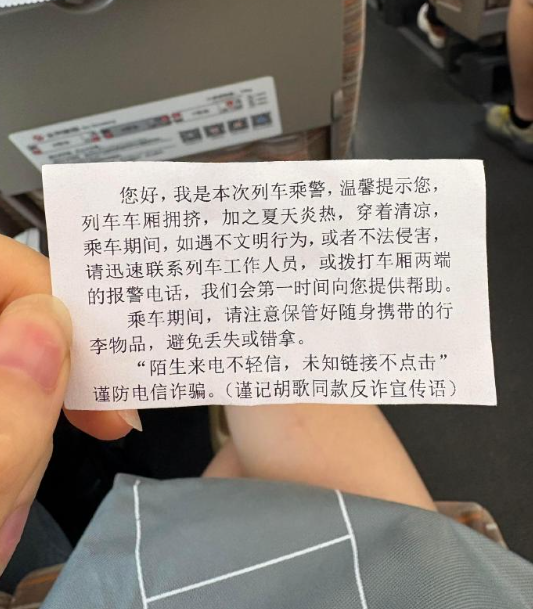 您好，我是本次列车乘警，温馨提示您，
列车车厢拥挤，加之夏天炎热，穿着清凉，
乘车期间，如遇不文明行为，或者不法侵害，
请迅速联系列车工作人员，或拨打车厢两端
的报警电话，我们会第一时间向您提供帮助。
乘车期间，请注意保管好随身携带的行
李物品，避免丢失或错拿。
“陌生来电不轻信，未知链接不点击”
谨防电信诈骗。（谨记胡歌同款反诈宣传语）